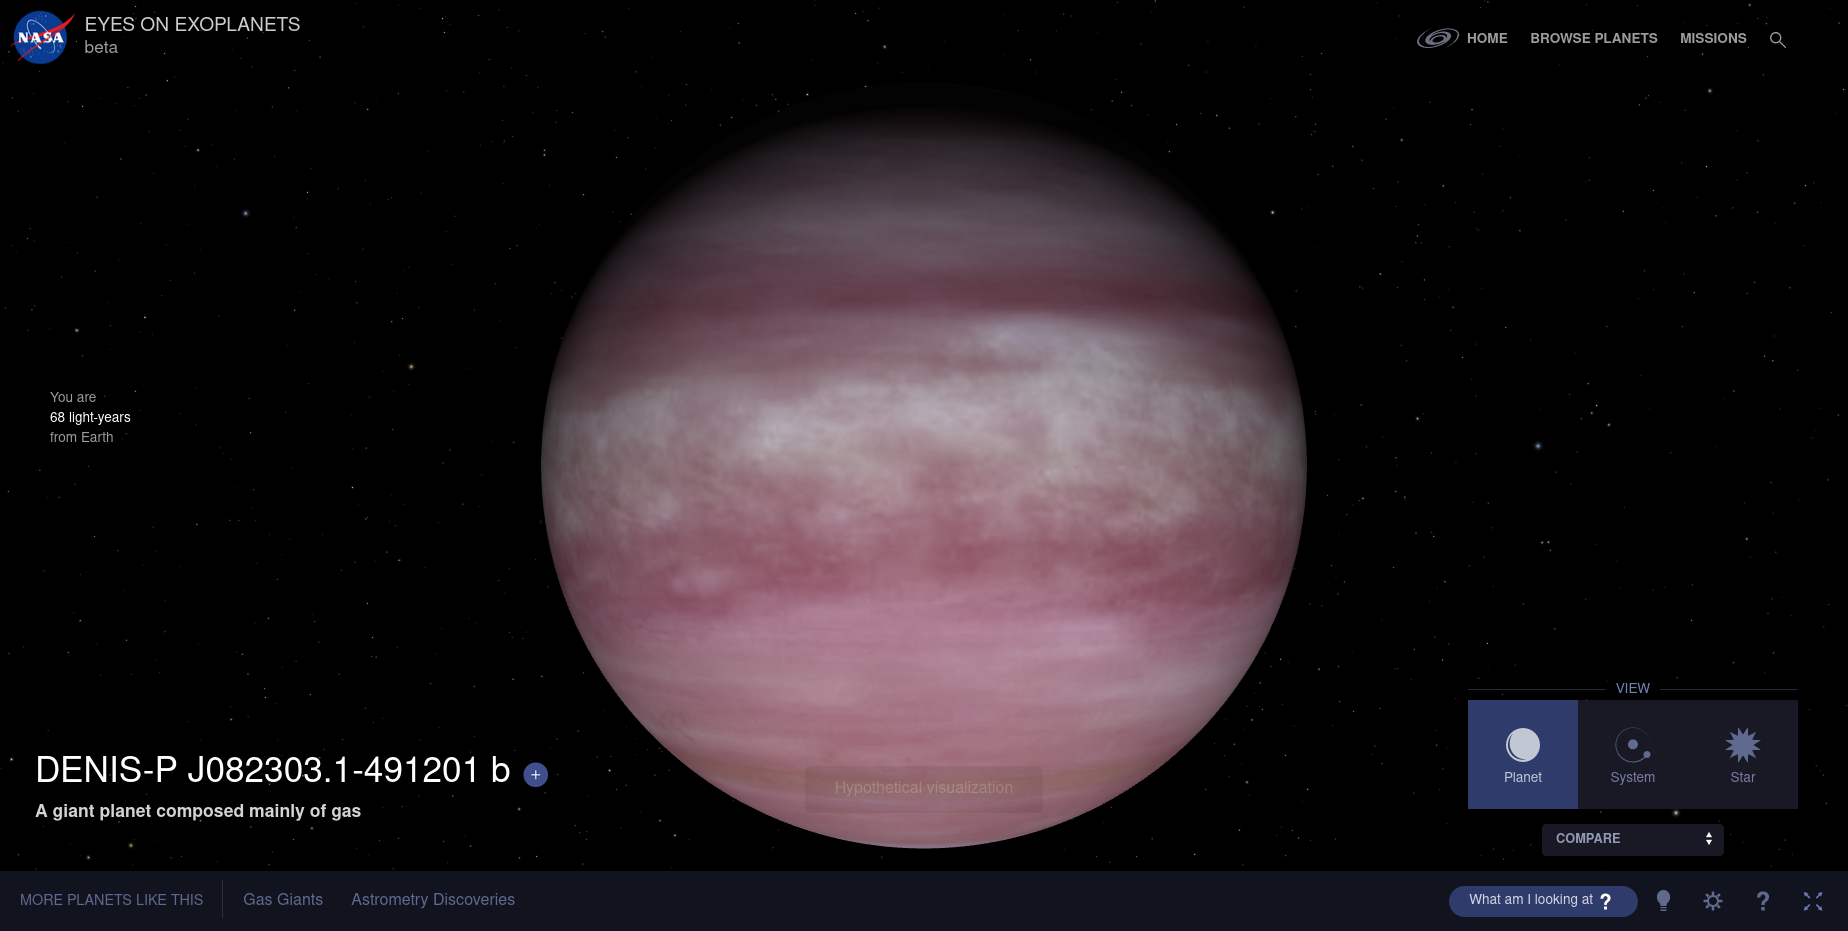 NASA
EYES ON EXOPLANETS
beta
HOME
BROWSE PLANETS
MISSIONS
You are
68 light-years
from Earth
DENIS-P J082303.1-491201 b +
A giant planet composed mainly of gas
Hypothetical visualization
VIEW
Planet
System
Star
COMPARE
MORE PLANETS LIKE THIS
Gas Giants
Astrometry Discoveries
What am I looking at ?
?